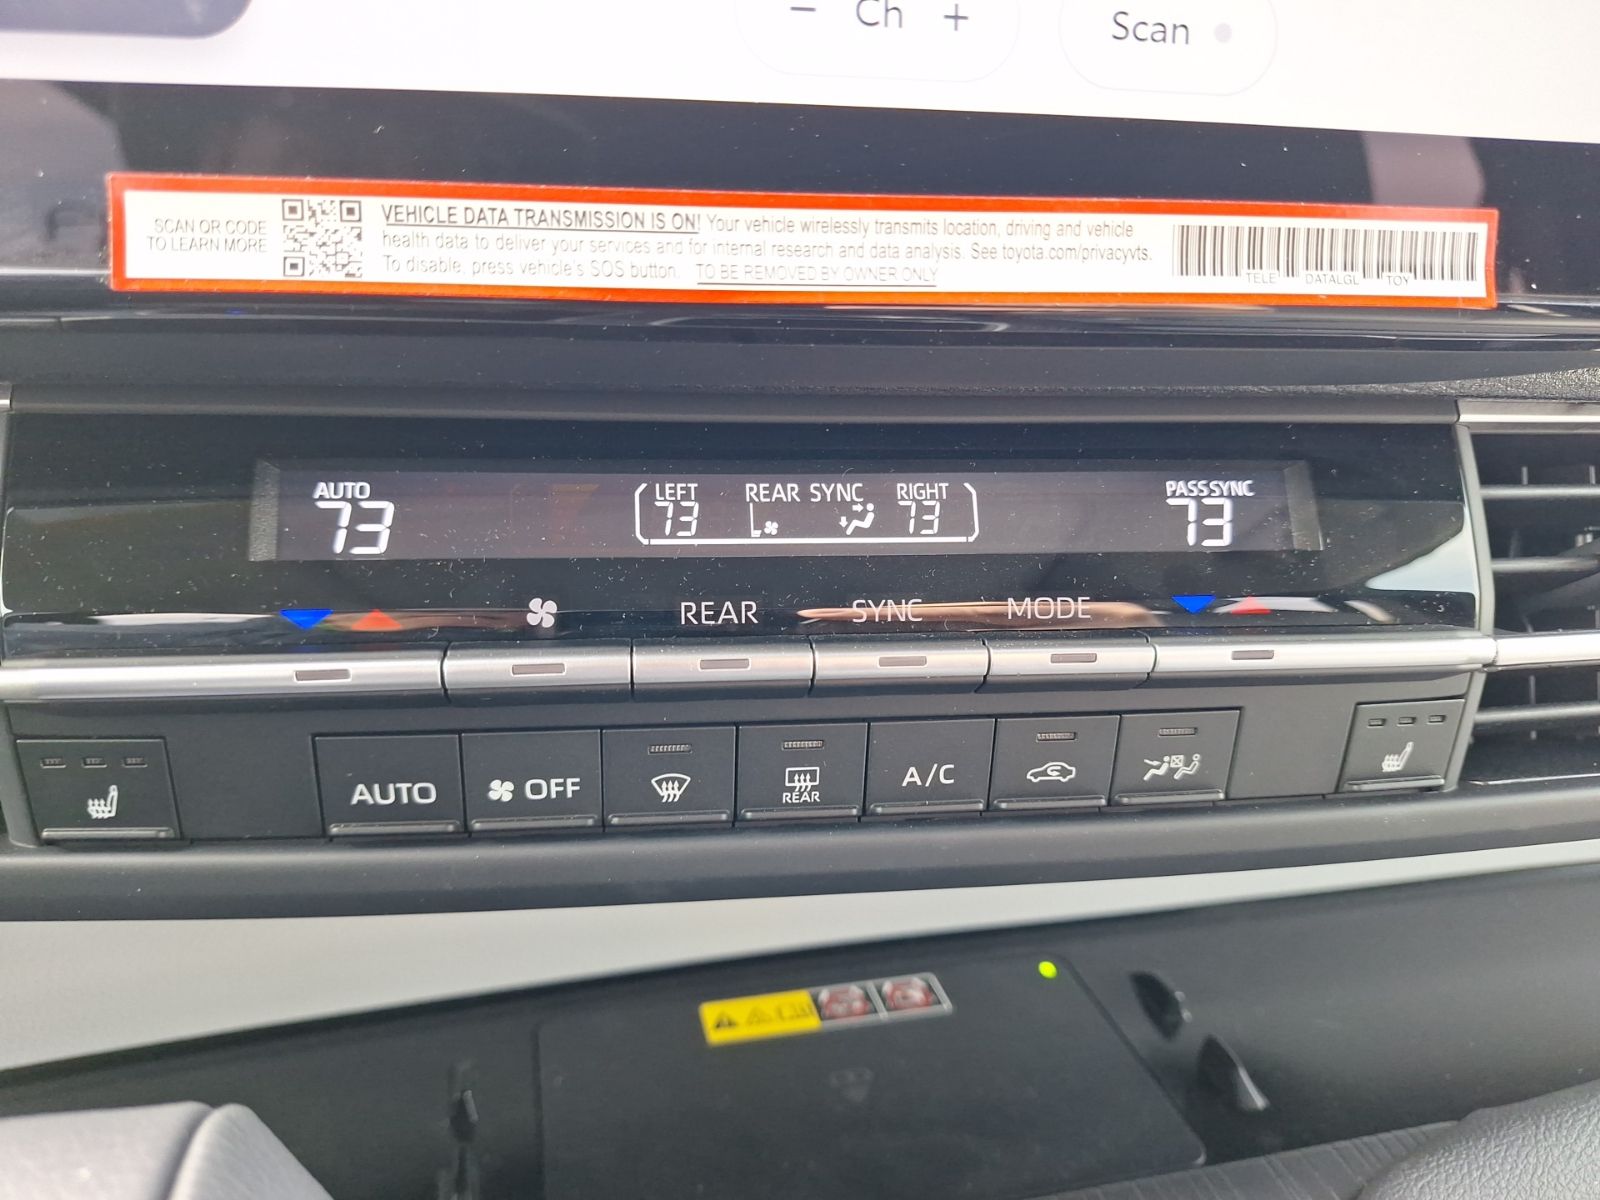 − Ch +
Scan
SCAN QR CODE
TO LEARN MORE
VEHICLE DATA TRANSMISSION IS ON! Your vehicle wirelessly transmits location, driving and vehicle
health data to deliver your services and for internal research and data analysis. See toyota.com/privacyvts.
To disable, press vehicle's SOS button. TO BE REMOVED BY OWNER ONLY
TELE DATALGL TOY
AUTO
73
LEFT REAR SYNC RIGHT
73 73
PASS SYNC
73
REAR SYNC MODE
AUTO
OFF
REAR
A/C